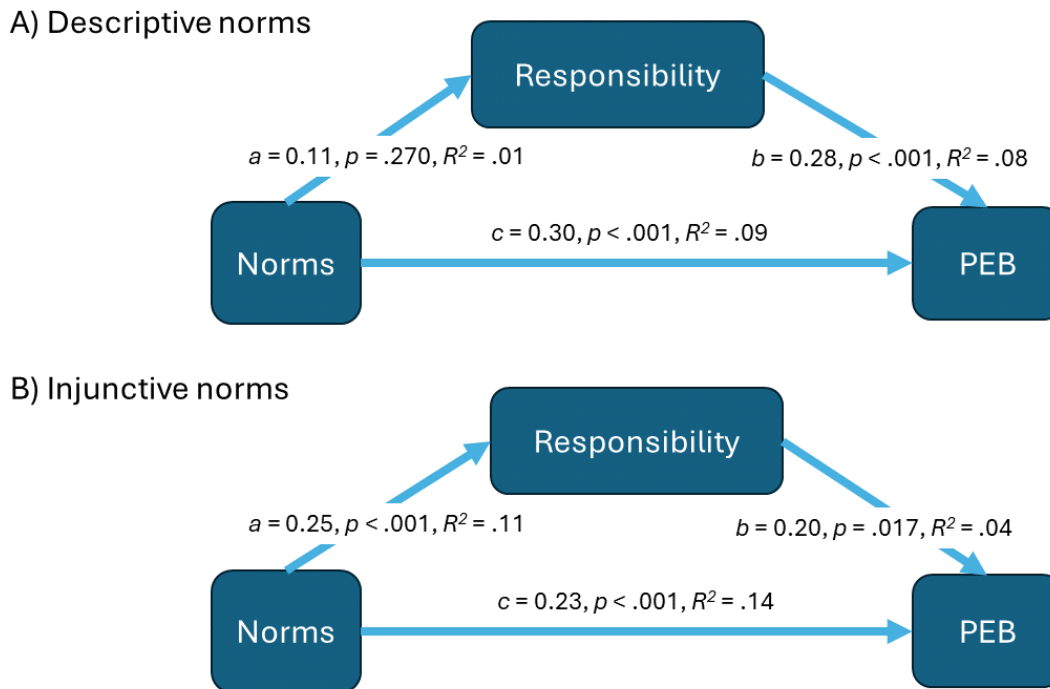 A) Descriptive norms
Responsibility
a = 0.11, p = .270, R² = .01
b = 0.28, p < .001, R² = .08
c = 0.30, p < .001, R² = .09
Norms
PEB
B) Injunctive norms
Responsibility
a = 0.25, p < .001, R² = .11
b = 0.20, p = .017, R² = .04
c = 0.23, p < .001, R² = .14
Norms
PEB